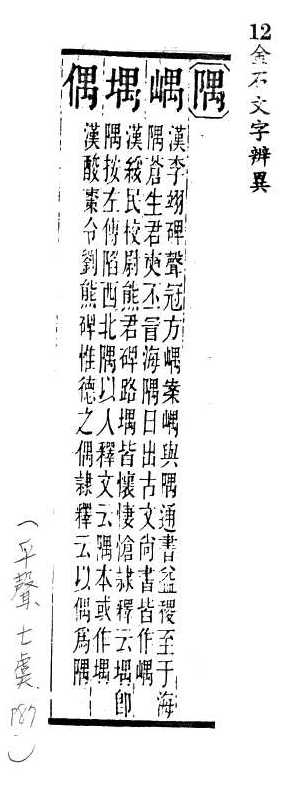 12金石文字辨異
隅 嵎 堣 偶
漢李翊碑聲冠方嵎案嵎與隅通書益稷至于海
隅蒼生君奭丕冒海隅日出古文尚書皆作嵎
漢綏民校尉熊君碑路堣皆懷悽愴隸釋云堣即
隅按左傳陷西北隅以入釋文云隅本或作堣
漢酸棗令劉熊碑惟德之偶隸釋云以偶爲隅
(平聲、七虞 187)